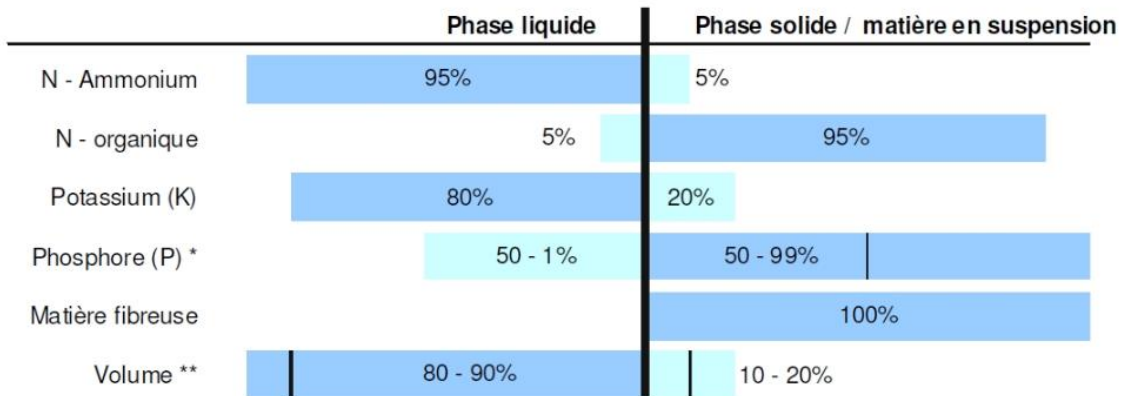 Phase liquide Phase solide / matière en suspension
N - Ammonium 95% 5%
N - organique 5% 95%
Potassium (K) 80% 20%
Phosphore (P) * 50 - 1% 50 - 99%
Matière fibreuse 100%
Volume ** 80 - 90% 10 - 20%